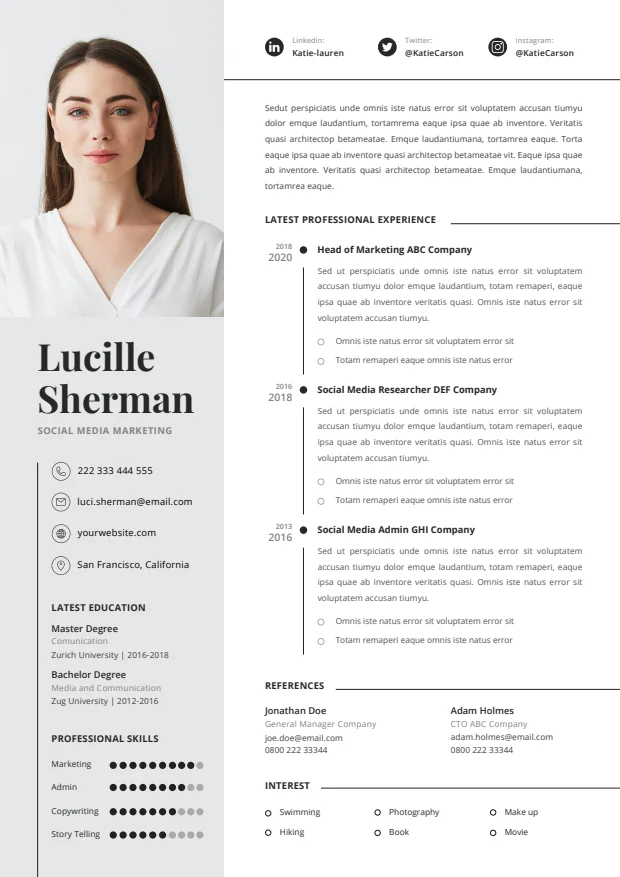 Lucille
Sherman
SOCIAL MEDIA MARKETING
222 333 444 555
luci.sherman@email.com
yourwebsite.com
San Francisco, California
LATEST EDUCATION
Master Degree
Comunication
Zurich University | 2016-2018
Bachelor Degree
Media and Communication
Zug University | 2012-2016
PROFESSIONAL SKILLS
Marketing
Admin
Copywriting
Story Telling
Linkedin:
Katie-lauren
Twitter:
@KatieCarson
Instagram:
@KatieCarson
Sedut perspiciatis unde omnis iste natus error sit voluptatem accusan tiumyu
dolor emque laudantium, tortamrema eaque ipsa quae ab inventore. Veritatis
quasi architectop betameatae. Emque laudantiumana, tortamrea eaque. Torta
eaque ipsa quae ab inventore quasi architectop betameatae vit. Eaque ipsa quae
ab invore. Veritatis quasi architectop betameatae. Emque laudantiumana,
tortamrea eaque.
LATEST PROFESSIONAL EXPERIENCE
2018
2020
Head of Marketing ABC Company
Sed ut perspiciatis unde omnis iste natus error sit voluptatem
accusan tiumyu dolor emque laudantium, totam remaperi, eaque
ipsa quae ab inventore veritatis quasi. Omnis iste natus error sit
voluptatem accusan tiumyu.
Omnis iste natus error sit voluptatem error sit
Totam remaperi eaque omnis iste natus error
2016
2018
Social Media Researcher DEF Company
Sed ut perspiciatis unde omnis iste natus error sit voluptatem
accusan tiumyu dolor emque laudantium, totam remaperi, eaque
ipsa quae ab inventore veritatis quasi. Omnis iste natus error sit
voluptatem accusan tiumyu.
Omnis iste natus error sit voluptatem error sit
Totam remaperi eaque omnis iste natus error
2013
2016
Social Media Admin GHI Company
Sed ut perspiciatis unde omnis iste natus error sit voluptatem
accusan tiumyu dolor emque laudantium, totam remaperi, eaque
ipsa quae ab inventore veritatis quasi. Omnis iste natus error sit
voluptatem accusan tiumyu.
Omnis iste natus error sit voluptatem error sit
Totam remaperi eaque omnis iste natus error
REFERENCES
Jonathan Doe
General Manager Company
joe.doe@email.com
0800 222 33344
Adam Holmes
CTO ABC Company
adam.holmes@email.com
0800 222 33344
INTEREST
Swimming
Photography
Make up
Hiking
Book
Movie